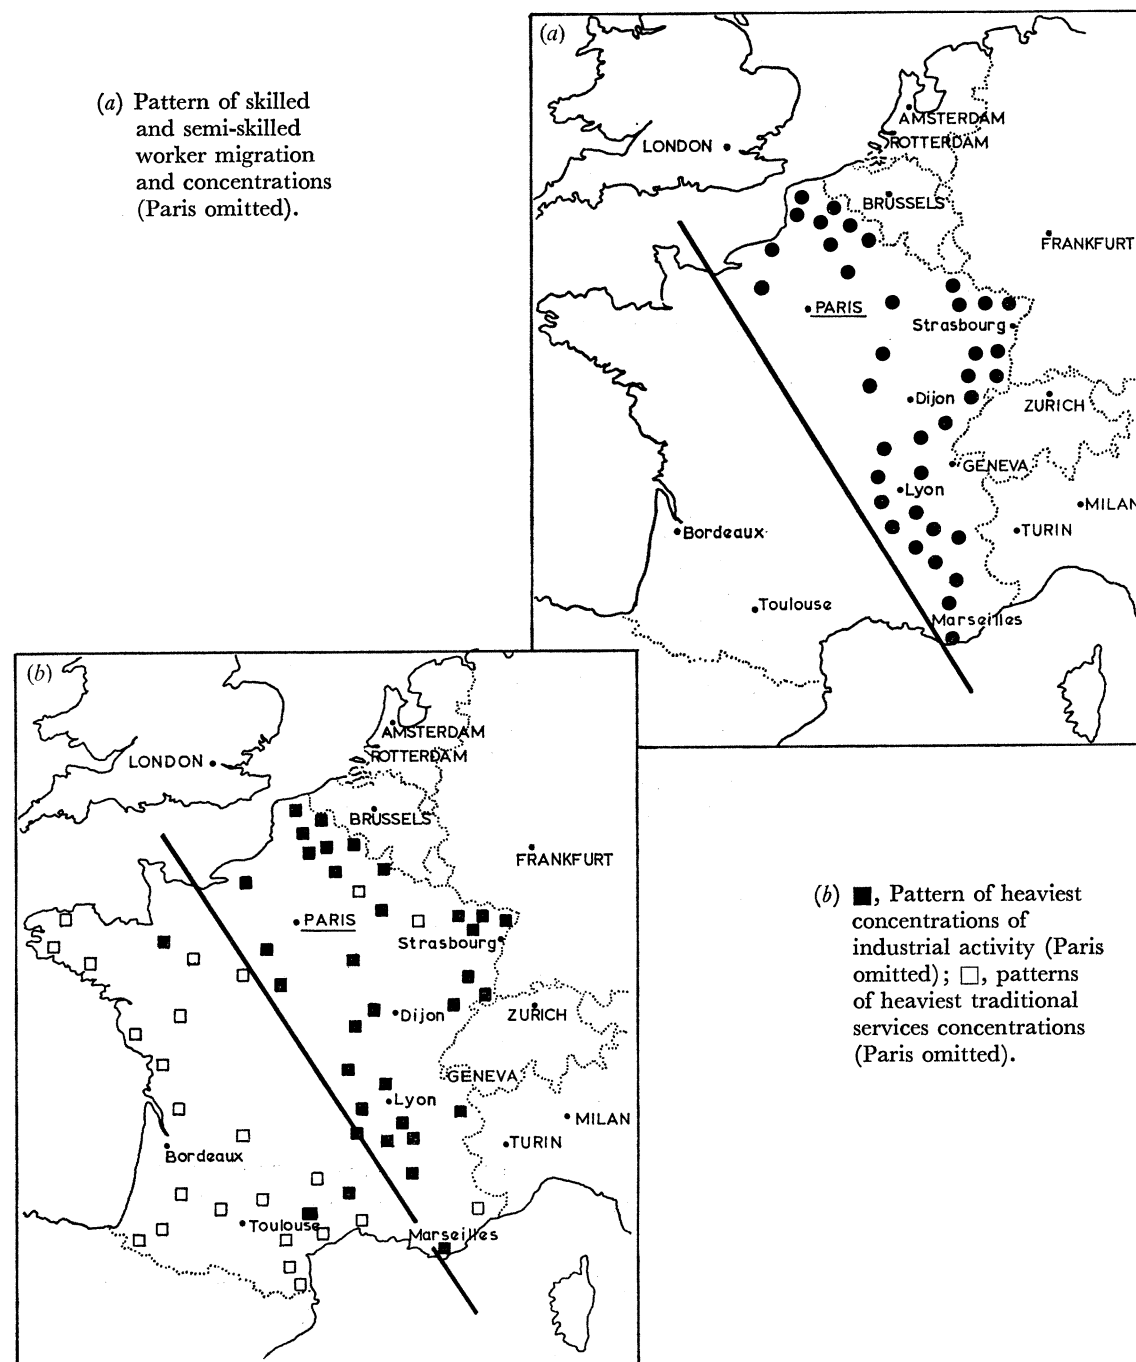 (a) Pattern of skilled
and semi-skilled
worker migration
and concentrations
(Paris omitted).
(a)
AMSTERDAM
ROTTERDAM
LONDON
BRUSSELS
FRANKFURT
PARIS
Strasbourg
Dijon
ZURICH
GENEVA
Lyon
MILAN
TURIN
Bordeaux
Toulouse
Marseilles
(b)
AMSTERDAM
ROTTERDAM
LONDON
BRUSSELS
FRANKFURT
PARIS
Strasbourg
Dijon
ZURICH
GENEVA
Lyon
MILAN
TURIN
Bordeaux
Toulouse
Marseilles
(b) ■, Pattern of heaviest
concentrations of
industrial activity (Paris
omitted); □, patterns
of heaviest traditional
services concentrations
(Paris omitted).